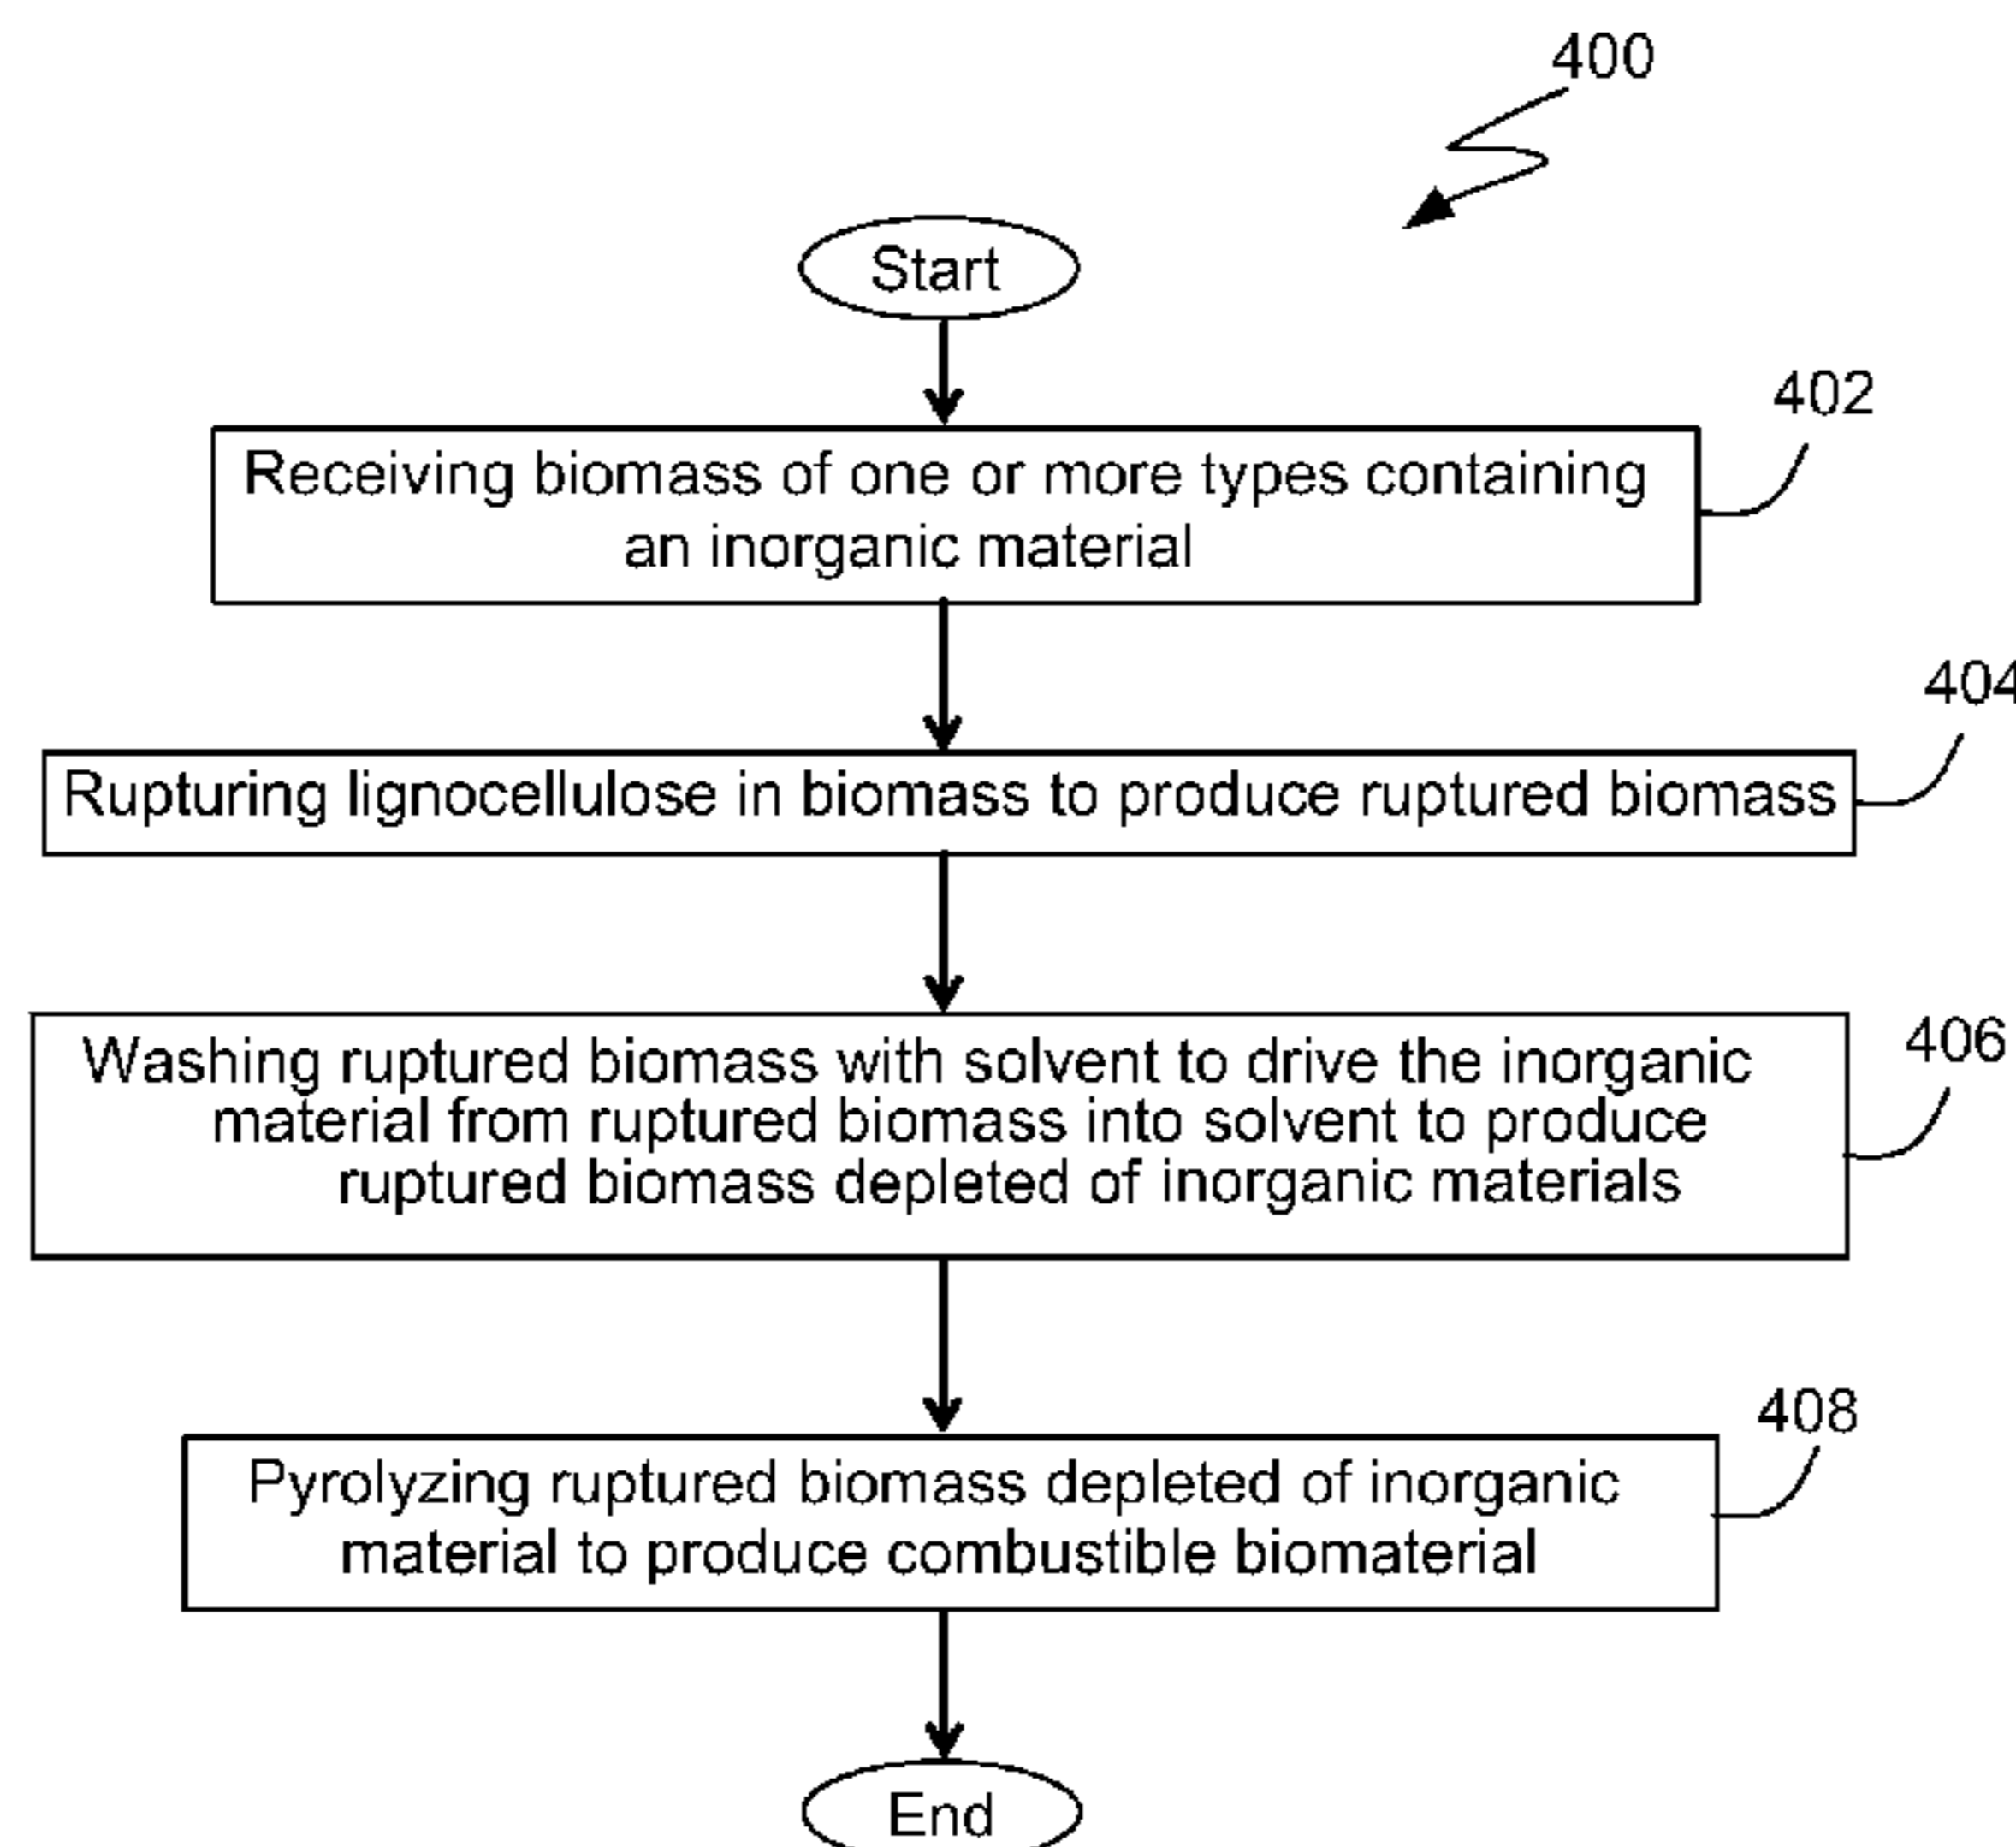 400
Start
402
Receiving biomass of one or more types containing
an inorganic material
404
Rupturing lignocellulose in biomass to produce ruptured biomass
406
Washing ruptured biomass with solvent to drive the inorganic
material from ruptured biomass into solvent to produce
ruptured biomass depleted of inorganic materials
408
Pyrolyzing ruptured biomass depleted of inorganic
material to produce combustible biomaterial
End